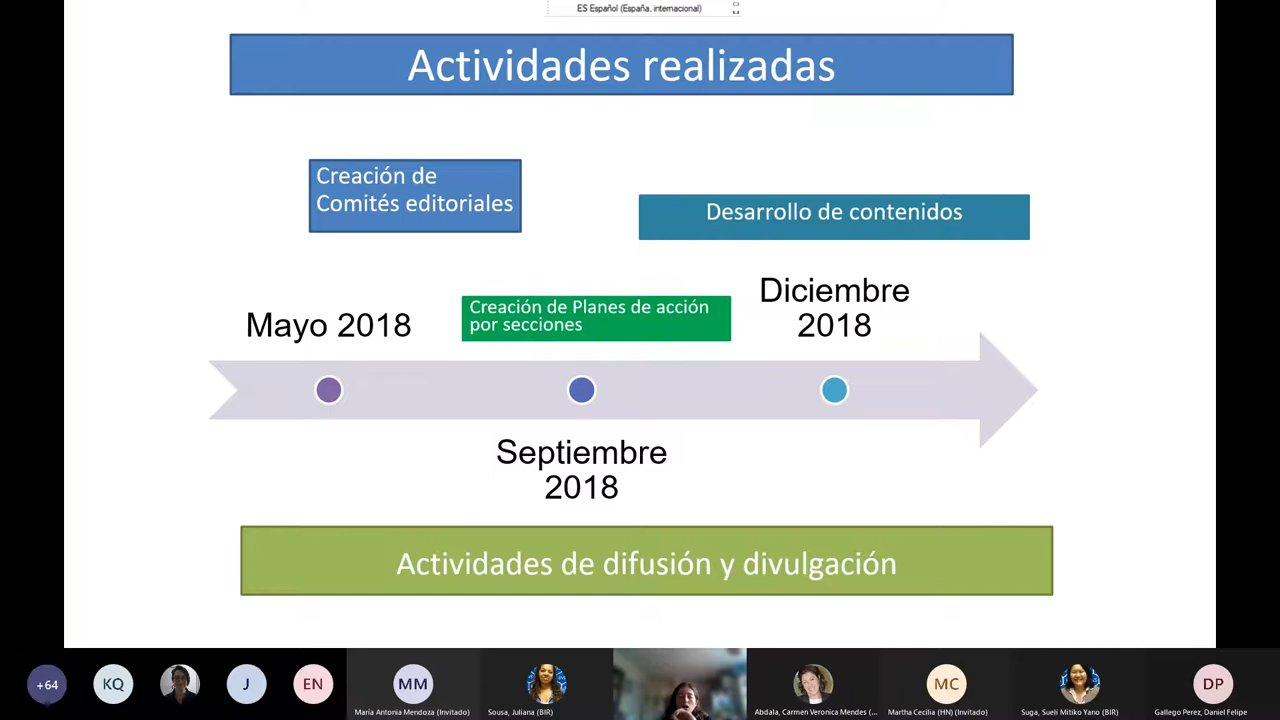 ES Español (España, internacional)
Actividades realizadas
Creación de
Comités editoriales
Desarrollo de contenidos
Creación de Planes de acción
por secciones
Mayo 2018
Diciembre
2018
Septiembre
2018
Actividades de difusión y divulgación
+64
KQ
J
EN
MM
María Antonia Mendoza (Invitado)
Sousa, Juliana (BIR)
Abdala, Carmen Veronica Mendes (...
MC
Martha Cecilia (HN) (Invitado)
Suga, Sueli Mitiko Yano (BIR)
DP
Gallego Perez, Daniel Felipe